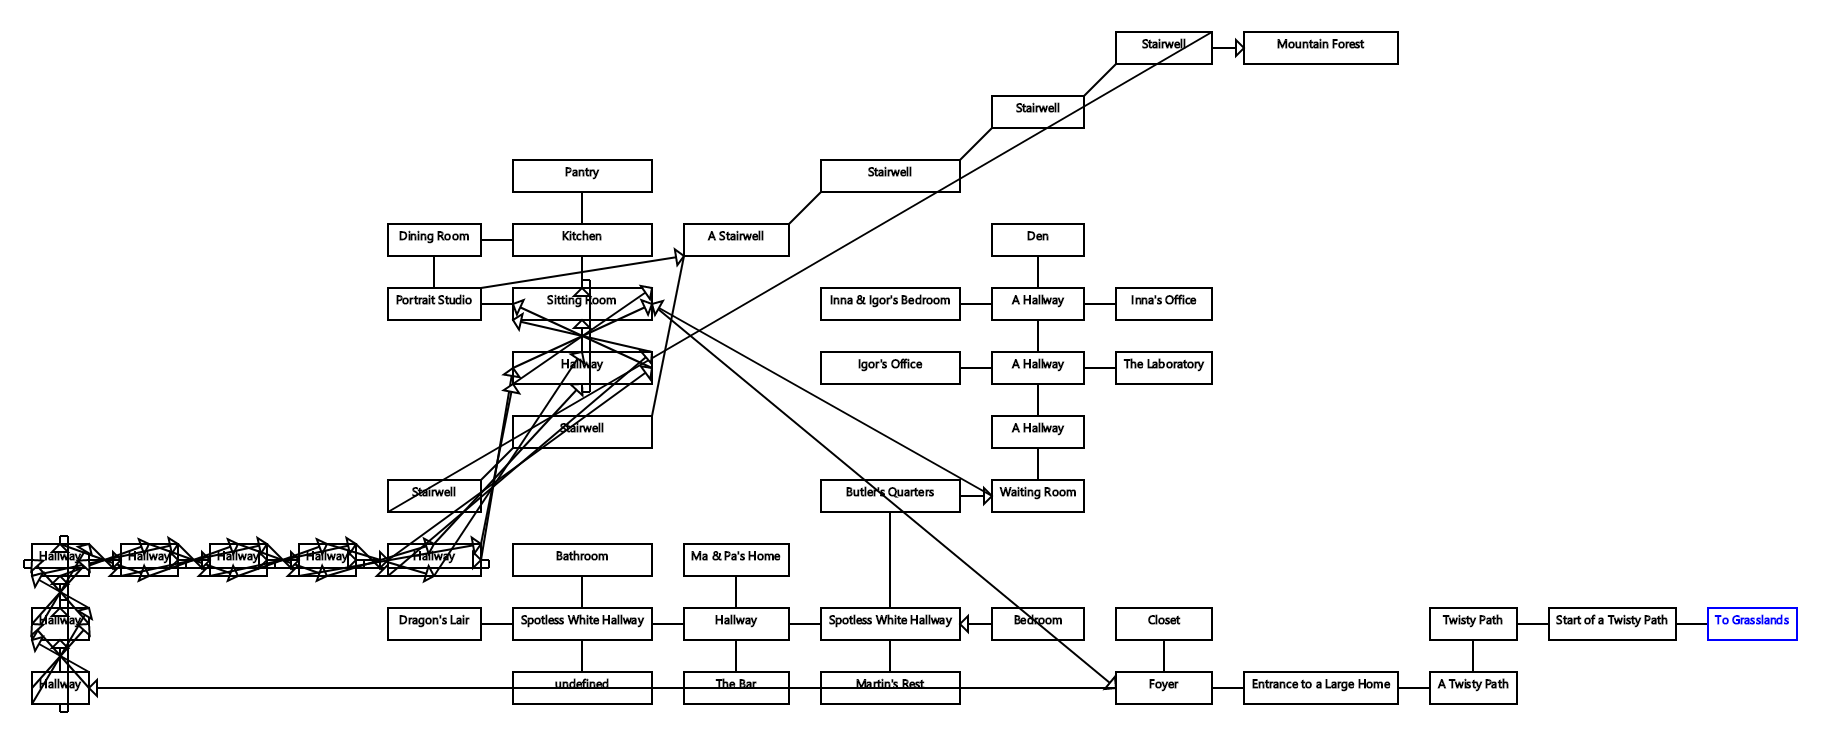 Stairwell
Mountain Forest
Stairwell
Pantry
Stairwell
Dining Room
Kitchen
A Stairwell
Den
Portrait Studio
Sitting Room
Inna & Igor's Bedroom
A Hallway
Inna's Office
Hallway
Igor's Office
A Hallway
The Laboratory
Stairwell
A Hallway
Stairwell
Butler's Quarters
Waiting Room
Hallway
Hallway
Hallway
Hallway
Hallway
Bathroom
Ma & Pa's Home
Hallway
Dragon's Lair
Spotless White Hallway
Hallway
Spotless White Hallway
Bedroom
Closet
Twisty Path
Start of a Twisty Path
To Grasslands
Hallway
undefined
The Bar
Martin's Rest
Foyer
Entrance to a Large Home
A Twisty Path